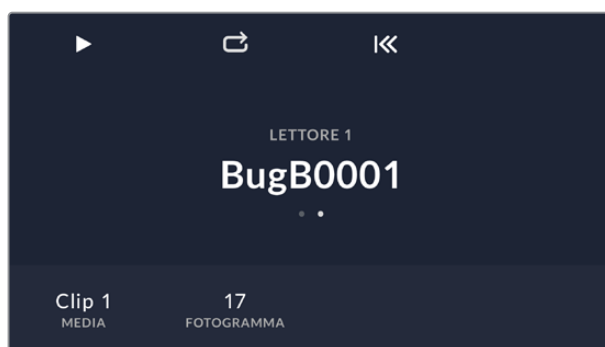 LETTORE 1
BugB0001
Clip 1
MEDIA
17
FOTOGRAMMA